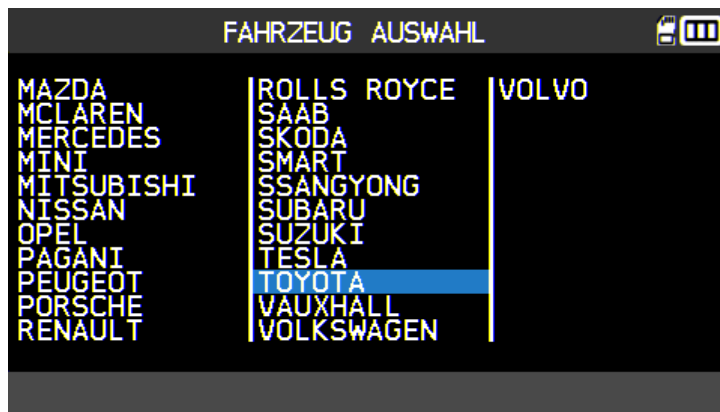 FAHRZEUG AUSWAHL
MAZDA
MCLAREN
MERCEDES
MINI
MITSUBISHI
NISSAN
OPEL
PAGANI
PEUGEOT
PORSCHE
RENAULT
ROLLS ROYCE
SAAB
SKODA
SMART
SSANGYONG
SUBARU
SUZUKI
TESLA
TOYOTA
VAUXHALL
VOLKSWAGEN
VOLVO